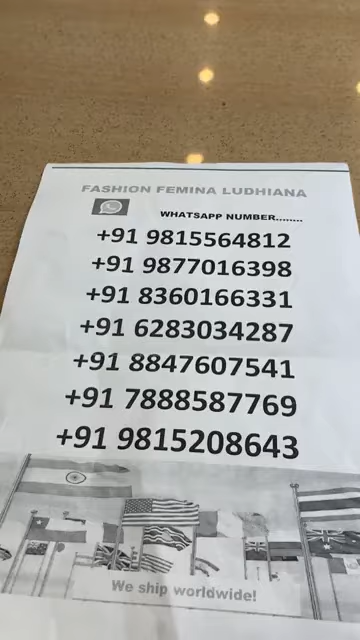 FASHION FEMINA LUDHIANA
WHATSAPP NUMBER........
+91 9815564812
+91 9877016398
+91 8360166331
+91 6283034287
+91 8847607541
+91 7888587769
+91 9815208643
We ship worldwide!